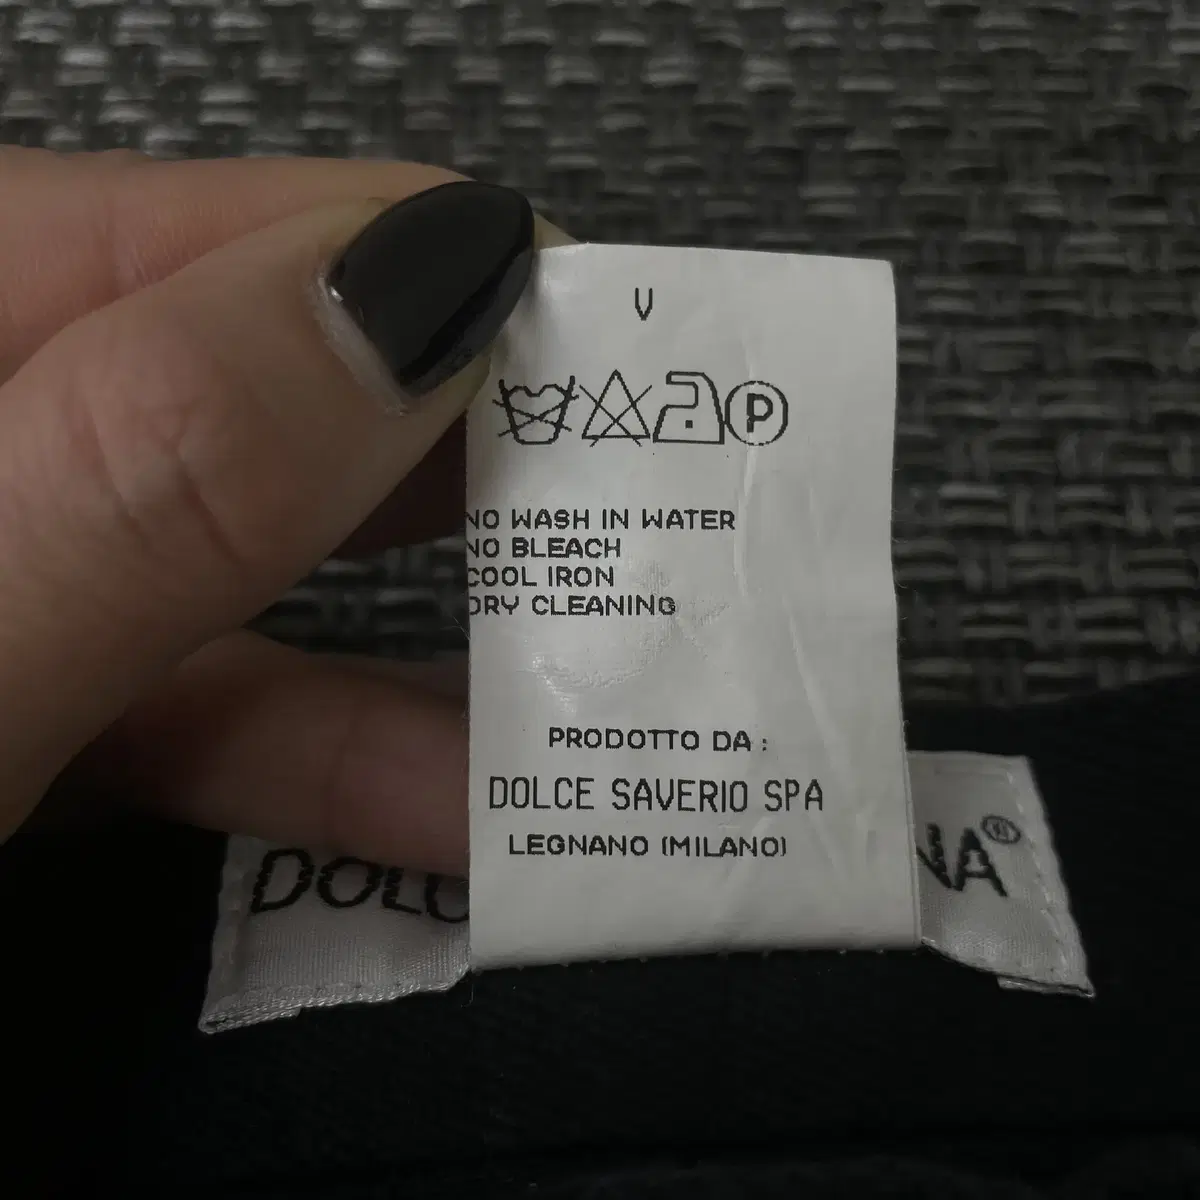 V
P
NO WASH IN WATER
NO BLEACH
COOL IRON
DRY CLEANING
PRODOTTO DA :
DOLCE SAVERIO SPA
LEGNANO (MILANO)
DOLC NA®